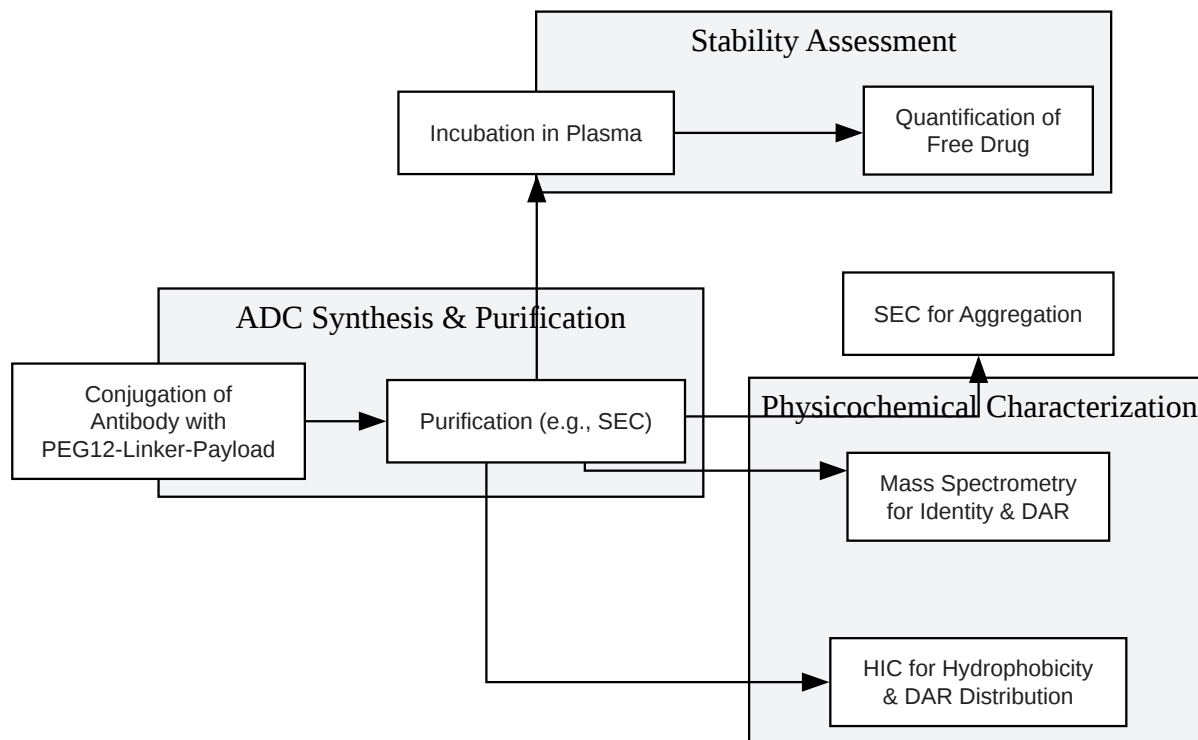 Stability Assessment
Incubation in Plasma
Quantification of
Free Drug
ADC Synthesis & Purification
SEC for Aggregation
Conjugation of
Antibody with
PEG12-Linker-Payload
Purification (e.g., SEC)
Physicochemical Characterization
Mass Spectrometry
for Identity & DAR
HIC for Hydrophobicity
& DAR Distribution